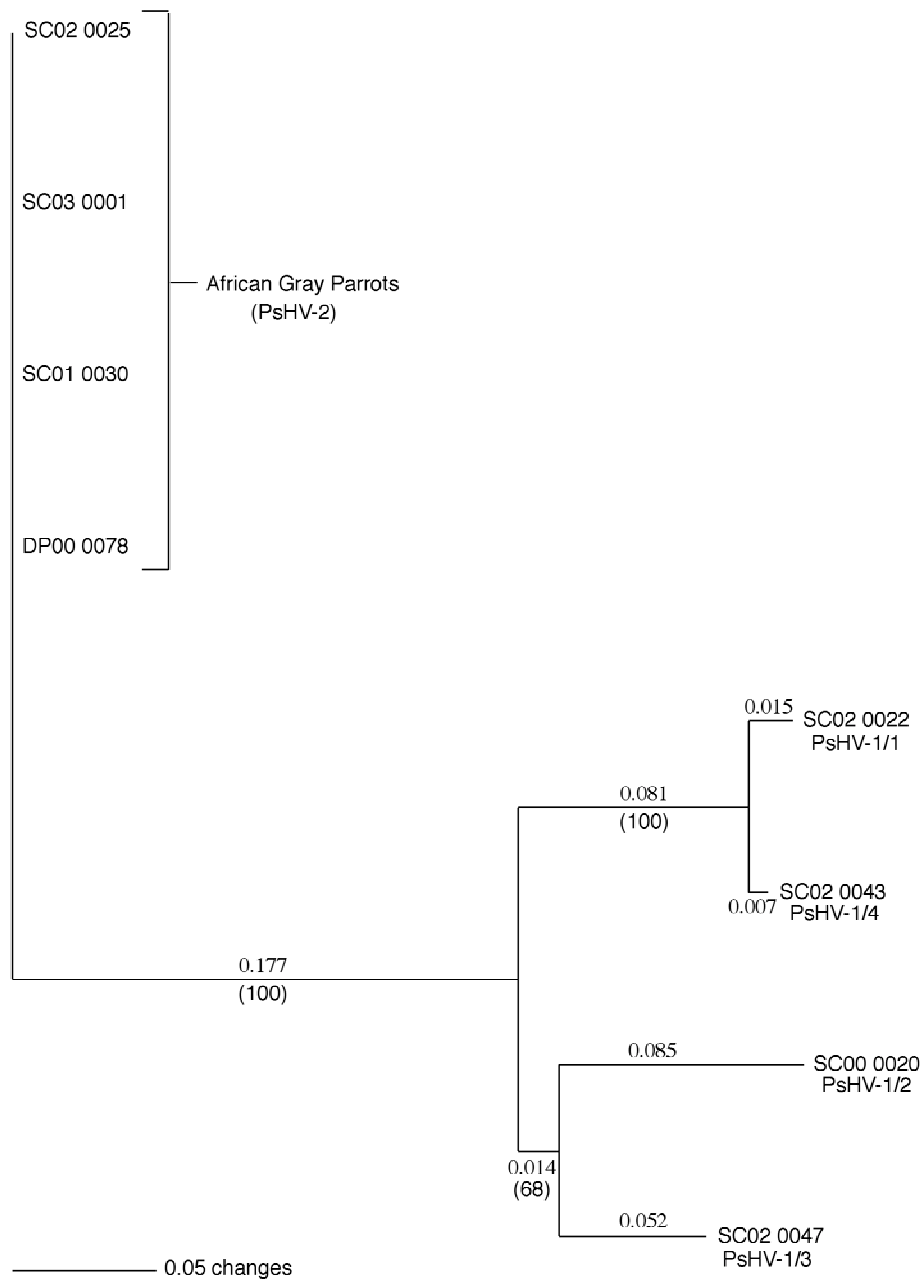 SC02 0025
SC03 0001
African Gray Parrots
(PsHV-2)
SC01 0030
DP00 0078
0.015
SC02 0022
PsHV-1/1
0.081
(100)
SC02 0043
0.007
PsHV-1/4
0.177
(100)
0.085
SC00 0020
PsHV-1/2
0.014
(68)
0.052
SC02 0047
PsHV-1/3
0.05 changes